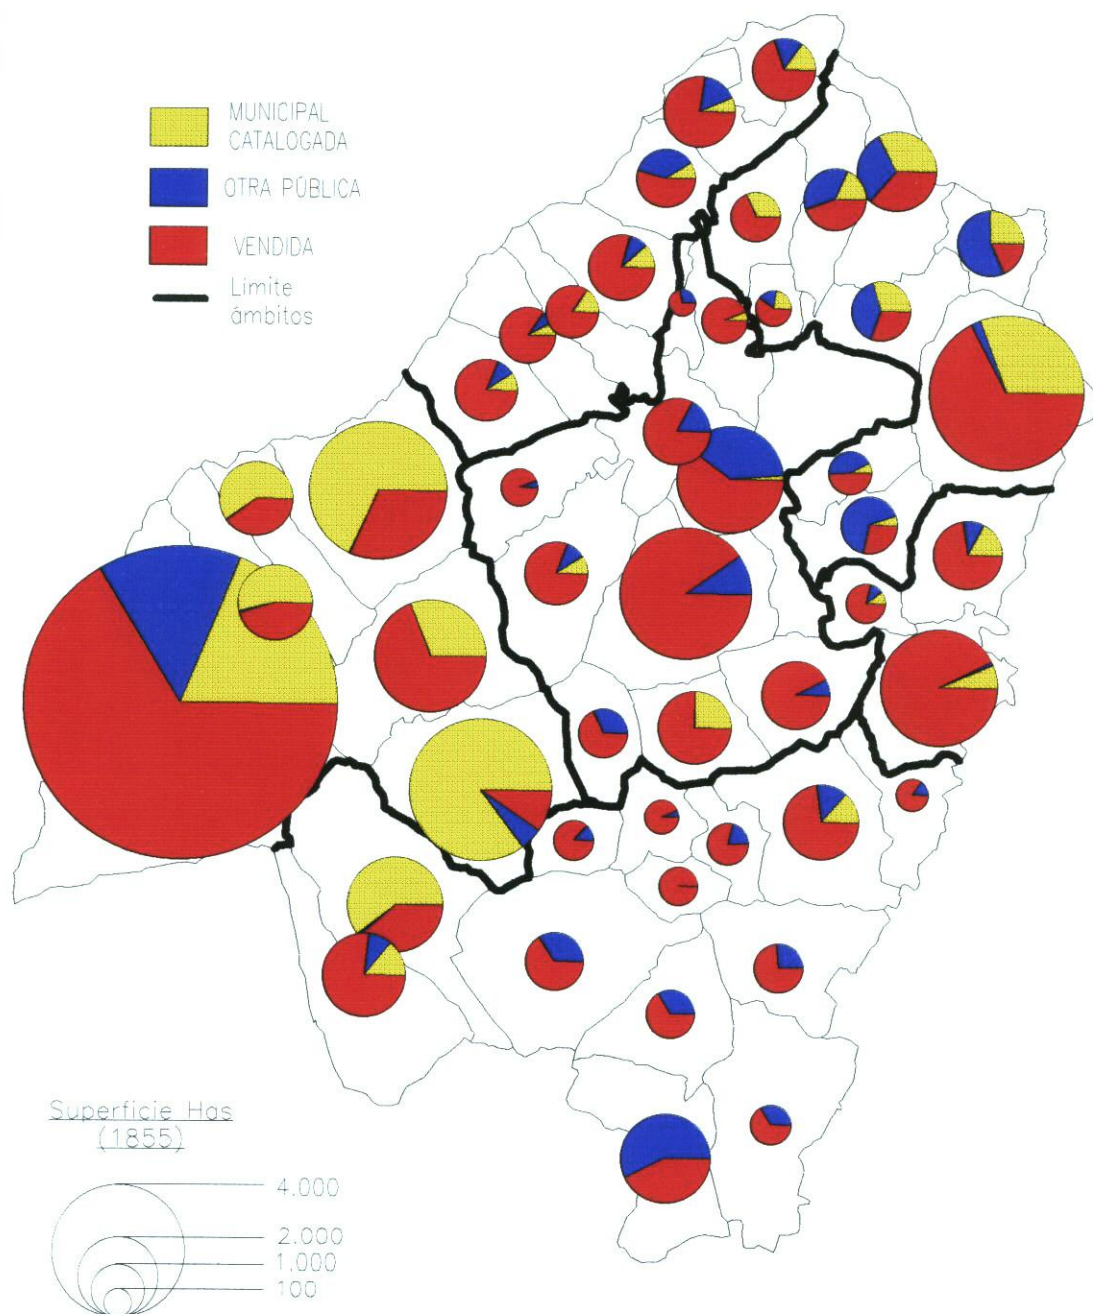 MUNICIPAL
CATALOGADA
OTRA PÚBLICA
VENDIDA
Limite
ámbitos
Superficie Has
(1855)
4.000
2.000
1.000
100